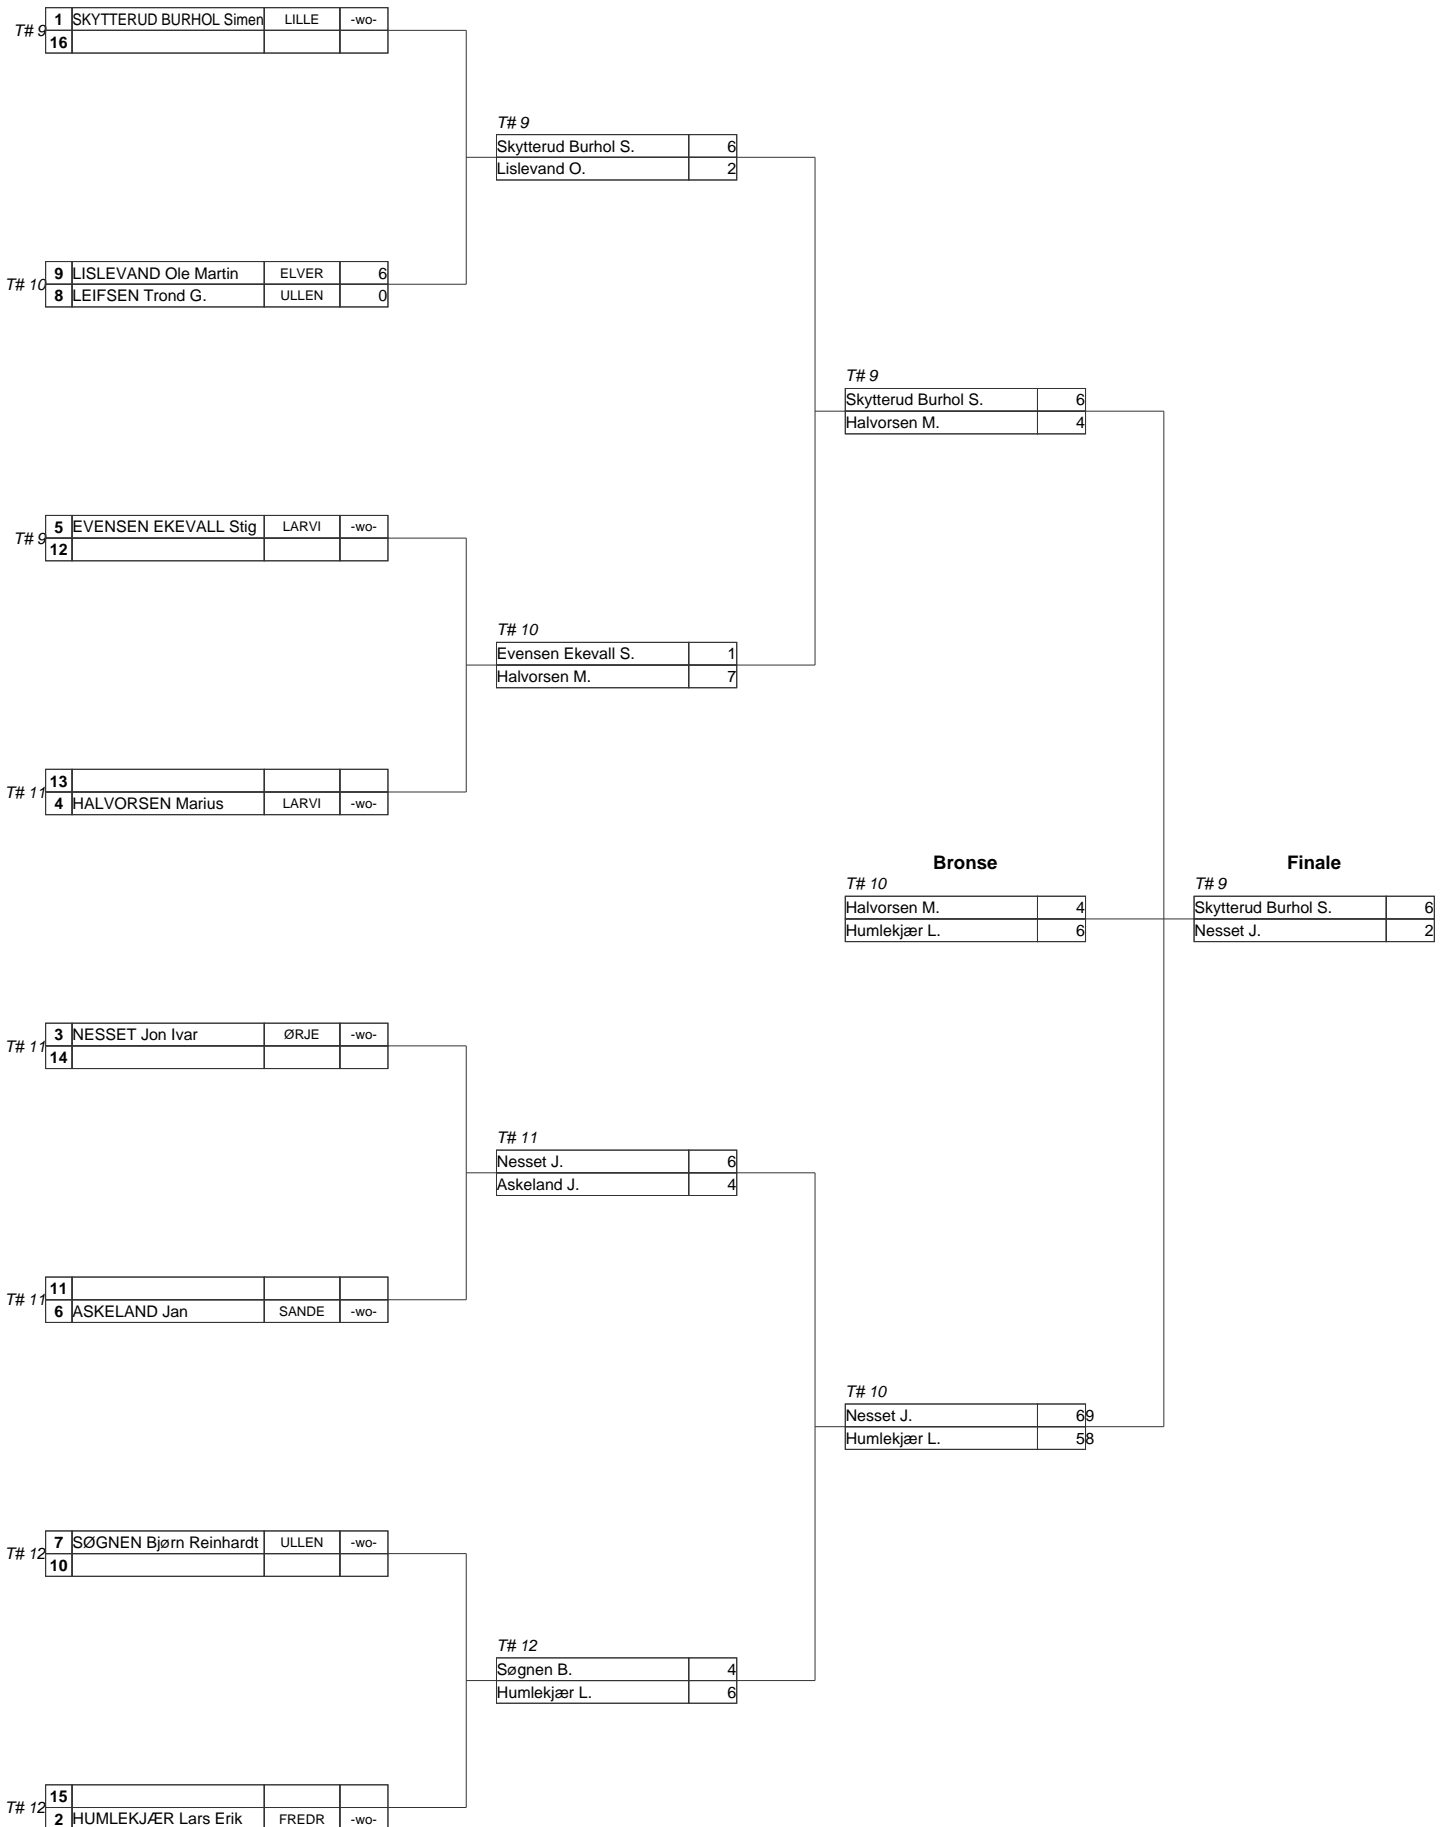 T# 9
1 SKYTTERUD BURHOL Simen LILLE -wo-
16
T# 9
Skytterud Burhol S. 6
Lislevand O. 2
T# 10
9 LISLEVAND Ole Martin ELVER 6
8 LEIFSEN Trond G. ULLEN 0
T# 9
Skytterud Burhol S. 6
Halvorsen M. 4
T# 9
5 EVENSEN EKEVALL Stig LARVI -wo-
12
T# 10
Evensen Ekevall S. 1
Halvorsen M. 7
T# 11
13
4 HALVORSEN Marius LARVI -wo-
Bronse
T# 10
Halvorsen M. 4
Humlekjær L. 6
Finale
T# 9
Skytterud Burhol S. 6
Nesset J. 2
T# 11
3 NESSET Jon Ivar ØRJE -wo-
14
T# 11
Nesset J. 6
Askeland J. 4
T# 11
11
6 ASKELAND Jan SANDE -wo-
T# 10
Nesset J. 69
Humlekjær L. 58
T# 12
7 SØGNEN Bjørn Reinhardt ULLEN -wo-
10
T# 12
Søgnen B. 4
Humlekjær L. 6
T# 12
15
2 HUMLEKJÆR Lars Erik FREDR -wo-